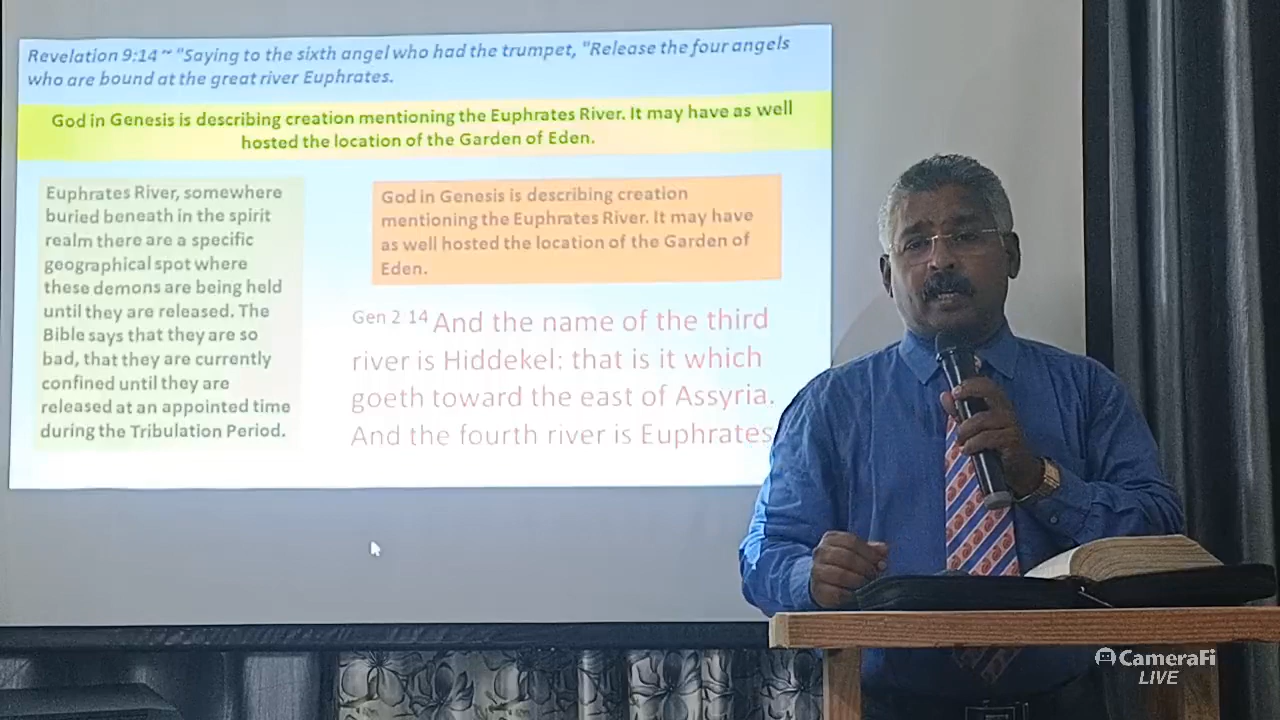 Revelation 9:14 ~ "Saying to the sixth angel who had the trumpet, "Release the four angels
who are bound at the great river Euphrates.
God in Genesis is describing creation mentioning the Euphrates River. It may have as well
hosted the location of the Garden of Eden.
Euphrates River, somewhere
buried beneath in the spirit
realm there are a specific
geographical spot where
these demons are being held
until they are released. The
Bible says that they are so
bad, that they are currently
confined until they are
released at an appointed time
during the Tribulation Period.
God in Genesis is describing creation
mentioning the Euphrates River. It may have
as well hosted the location of the Garden of
Eden.
Gen 2 14 And the name of the third
river is Hiddekel: that is it which
goeth toward the east of Assyria.
And the fourth river is Euphrates
CameraFi
LIVE